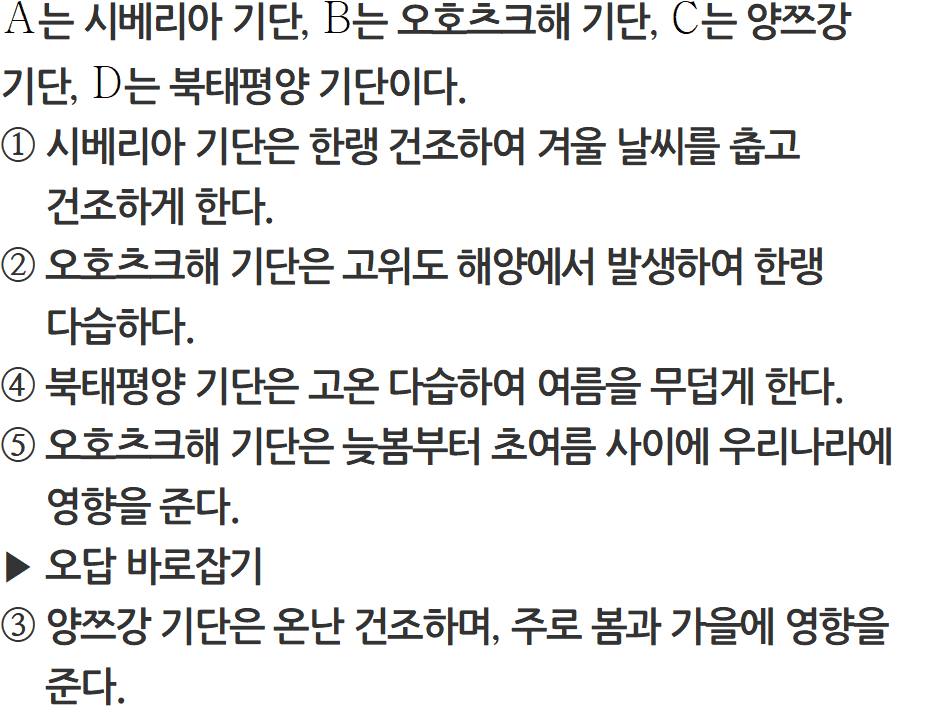 A는 시베리아 기단, B는 오호츠크해 기단, C는 양쯔강
기단, D는 북태평양 기단이다.
① 시베리아 기단은 한랭 건조하여 겨울 날씨를 춥고
건조하게 한다.
② 오호츠크해 기단은 고위도 해양에서 발생하여 한랭
다습하다.
④ 북태평양 기단은 고온 다습하여 여름을 무덥게 한다.
⑤ 오호츠크해 기단은 늦봄부터 초여름 사이에 우리나라에
영향을 준다.
▶ 오답 바로잡기
③ 양쯔강 기단은 온난 건조하며, 주로 봄과 가을에 영향을
준다.